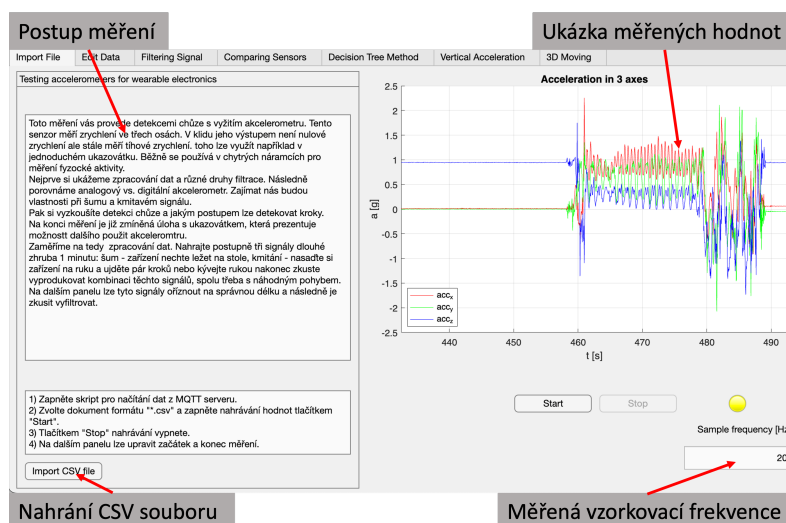 Postup měření
Ukázka měřených hodnot
Import File
Edit Data
Filtering Signal
Comparing Sensors
Decision Tree Method
Vertical Acceleration
3D Moving
Testing accelerometers for wearable electronics
Toto měření vás provede detekcemi chůze s vyžitím akcelerometru. Tento
senzor měří zrychlení ve třech osách. V klidu jeho výstupem není nulové
zrychlení ale stále měří tíhové zrychlení. toho lze využít například v
jednoduchém ukazovátku. Běžně se používá v chytrých náramcích pro
měření fyzocké aktivity.
Nejprve si ukážeme zpracování dat a různé druhy filtrace. Následně
porovnáme analogový vs. digitální akcelerometr. Zajímat nás budou
vlastnosti při šumu a kmitavém signálu.
Pak si vyzkoušíte detekci chůze a jakým postupem lze detekovat kroky.
Na konci měření je již zmíněná úloha s ukazovátkem, která prezentuje
možnostt dalšího použit akceleromtru.
Zaměříme na tedy zpracování dat. Nahrajte postupně tři signály dlouhé
zhruba 1 minutu: šum - zařízení nechte ležet na stole, kmitání - nasaďte si
zařízení na ruku a ujděte pár kroků nebo kývejte rukou nakonec zkuste
vyprodukovat kombinaci těchto signálů, spolu třeba s náhodným pohybem.
Na dalším panelu lze tyto signály oříznout na správnou délku a následně je
zkusit vyfiltrovat.
1) Zapněte skript pro načítání dat z MQTT serveru.
2) Zvolte dokument formátu "*.csv" a zapněte nahrávání hodnot tlačítkem
"Start".
3) Tlačítkem "Stop" nahrávání vypnete.
4) Na dalším panelu lze upravit začátek a konec měření.
Import CSV file
Nahrání CSV souboru
Acceleration in 3 axes
2.5
2
1.5
1
0.5
0
-0.5
-1
-1.5
-2
-2.5
a [g]
acc_x
acc_y
acc_z
440
450
460
470
480
490
t [s]
Start
Stop
Sample frequency [Hz
20
Měřená vzorkovací frekvence